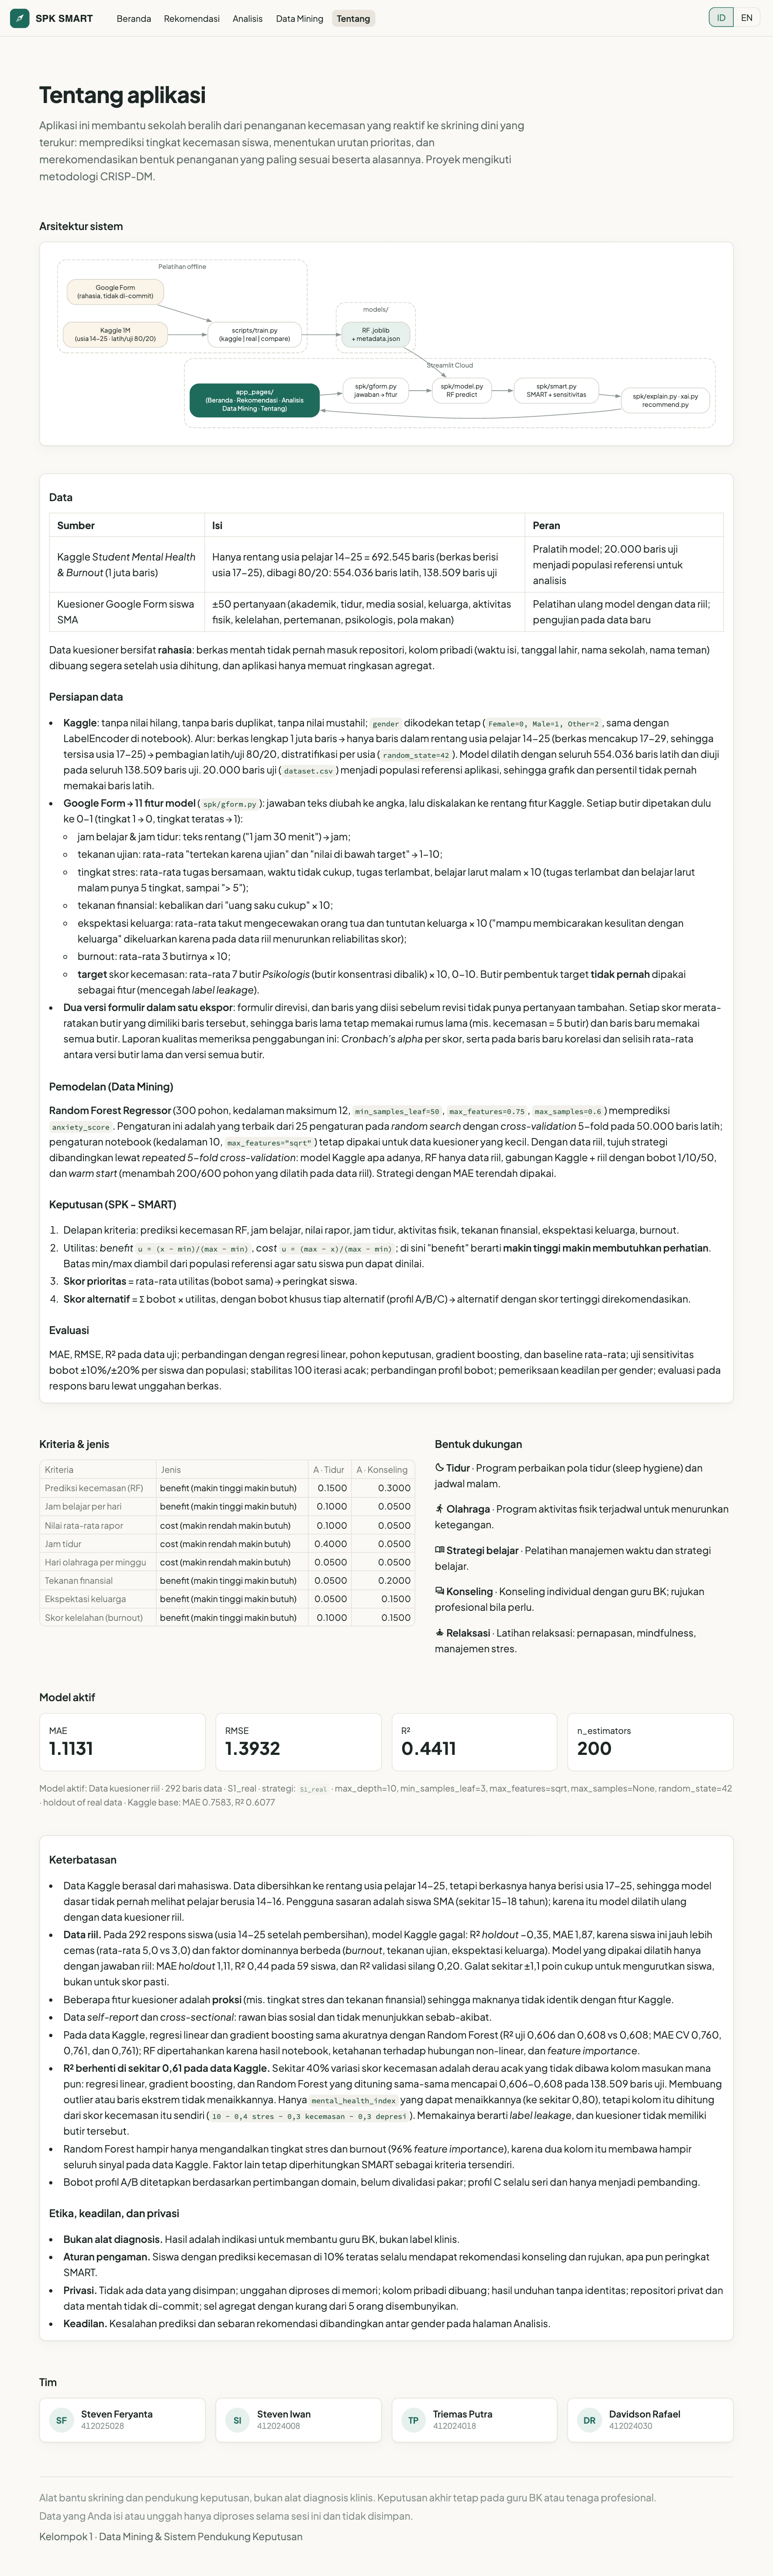 SPK SMART
Beranda
Rekomendasi
Analisis
Data Mining
Tentang
ID
EN
Tentang aplikasi
Aplikasi ini membantu sekolah beralih dari penanganan kecemasan yang reaktif ke skrining dini yang
terukur: memprediksi tingkat kecemasan siswa, menentukan urutan prioritas, dan
merekomendasikan bentuk penanganan yang paling sesuai beserta alasannya. Proyek mengikuti
metodologi CRISP-DM.
Arsitektur sistem
Pelatihan offline
Google Form
(rahasia, tidak di-commit)
Kaggle 1M
(usia 14–25 · latih/uji 80/20)
scripts/train.py
(kaggle | real | compare)
models/
RF .joblib
+ metadata.json
Streamlit Cloud
app_pages/
(Beranda · Rekomendasi · Analisis
Data Mining · Tentang)
spk/gform.py
jawaban → fitur
spk/model.py
RF predict
spk/smart.py
SMART + sensitivitas
spk/explain.py · xai.py
recommend.py
Data
Sumber
Isi
Peran
Kaggle Student Mental Health
& Burnout (1 juta baris)
Hanya rentang usia pelajar 14–25 = 692.545 baris (berkas berisi
usia 17–25), dibagi 80/20: 554.036 baris latih, 138.509 baris uji
Pralatih model; 20.000 baris uji
menjadi populasi referensi untuk
analisis
Kuesioner Google Form siswa
SMA
±50 pertanyaan (akademik, tidur, media sosial, keluarga, aktivitas
fisik, kelelahan, pertemanan, psikologis, pola makan)
Pelatihan ulang model dengan data riil;
pengujian pada data baru
Data kuesioner bersifat rahasia: berkas mentah tidak pernah masuk repositori, kolom pribadi (waktu isi, tanggal lahir, nama sekolah, nama teman)
dibuang segera setelah usia dihitung, dan aplikasi hanya memuat ringkasan agregat.
Persiapan data
• Kaggle: tanpa nilai hilang, tanpa baris duplikat, tanpa nilai mustahil; gender dikodekan tetap (Female=0, Male=1, Other=2, sama dengan
LabelEncoder di notebook). Alur: berkas lengkap 1 juta baris → hanya baris dalam rentang usia pelajar 14–25 (berkas mencakup 17–29, sehingga
tersisa usia 17–25) → pembagian latih/uji 80/20, distratifikasi per usia (random_state=42). Model dilatih dengan seluruh 554.036 baris latih dan diuji
pada seluruh 138.509 baris uji. 20.000 baris uji (dataset.csv) menjadi populasi referensi aplikasi, sehingga grafik dan persentil tidak pernah
memakai baris latih.
• Google Form → 11 fitur model (spk/gform.py): jawaban teks diubah ke angka, lalu diskalakan ke rentang fitur Kaggle. Setiap butir dipetakan dulu
ke 0–1 (tingkat 1 → 0, tingkat teratas → 1):
◦ jam belajar & jam tidur: teks rentang ("1 jam 30 menit") → jam;
◦ tekanan ujian: rata-rata "tertekan karena ujian" dan "nilai di bawah target" → 1–10;
◦ tingkat stres: rata-rata tugas bersamaan, waktu tidak cukup, tugas terlambat, belajar larut malam × 10 (tugas terlambat dan belajar larut
malam punya 5 tingkat, sampai "> 5");
◦ tekanan finansial: kebalikan dari "uang saku cukup" × 10;
◦ ekspektasi keluarga: rata-rata takut mengecewakan orang tua dan tuntutan keluarga × 10 ("mampu membicarakan kesulitan dengan
keluarga" dikeluarkan karena pada data riil menurunkan reliabilitas skor);
◦ burnout: rata-rata 3 butirnya × 10;
◦ target skor kecemasan: rata-rata 7 butir Psikologis (butir konsentrasi dibalik) × 10, 0–10. Butir pembentuk target tidak pernah dipakai
sebagai fitur (mencegah label leakage).
• Dua versi formulir dalam satu ekspor: formulir direvisi, dan baris yang diisi sebelum revisi tidak punya pertanyaan tambahan. Setiap skor merata-
ratakan butir yang dimiliki baris tersebut, sehingga baris lama tetap memakai rumus lama (mis. kecemasan = 5 butir) dan baris baru memakai
semua butir. Laporan kualitas memeriksa penggabungan ini: Cronbach's alpha per skor, serta pada baris baru korelasi dan selisih rata-rata
antara versi butir lama dan versi semua butir.
Pemodelan (Data Mining)
Random Forest Regressor (300 pohon, kedalaman maksimum 12, min_samples_leaf=50, max_features=0.75, max_samples=0.6) memprediksi
anxiety_score. Pengaturan ini adalah yang terbaik dari 25 pengaturan pada random search dengan cross-validation 5-fold pada 50.000 baris latih;
pengaturan notebook (kedalaman 10, max_features="sqrt") tetap dipakai untuk data kuesioner yang kecil. Dengan data riil, tujuh strategi
dibandingkan lewat repeated 5-fold cross-validation: model Kaggle apa adanya, RF hanya data riil, gabungan Kaggle + riil dengan bobot 1/10/50,
dan warm start (menambah 200/600 pohon yang dilatih pada data riil). Strategi dengan MAE terendah dipakai.
Keputusan (SPK - SMART)
1. Delapan kriteria: prediksi kecemasan RF, jam belajar, nilai rapor, jam tidur, aktivitas fisik, tekanan finansial, ekspektasi keluarga, burnout.
2. Utilitas: benefit u = (x − min)/(max − min), cost u = (max − x)/(max − min); di sini "benefit" berarti makin tinggi makin membutuhkan perhatian.
Batas min/max diambil dari populasi referensi agar satu siswa pun dapat dinilai.
3. Skor prioritas = rata-rata utilitas (bobot sama) → peringkat siswa.
4. Skor alternatif = Σ bobot × utilitas, dengan bobot khusus tiap alternatif (profil A/B/C) → alternatif dengan skor tertinggi direkomendasikan.
Evaluasi
MAE, RMSE, R² pada data uji; perbandingan dengan regresi linear, pohon keputusan, gradient boosting, dan baseline rata-rata; uji sensitivitas
bobot ±10%/±20% per siswa dan populasi; stabilitas 100 iterasi acak; perbandingan profil bobot; pemeriksaan keadilan per gender; evaluasi pada
respons baru lewat unggahan berkas.
Kriteria & jenis
Kriteria
Jenis
A · Tidur
A · Konseling
Prediksi kecemasan (RF) benefit (makin tinggi makin butuh) 0.1500 0.3000
Jam belajar per hari benefit (makin tinggi makin butuh) 0.1000 0.0500
Nilai rata-rata rapor cost (makin rendah makin butuh) 0.1000 0.0500
Jam tidur cost (makin rendah makin butuh) 0.4000 0.0500
Hari olahraga per minggu cost (makin rendah makin butuh) 0.0500 0.0500
Tekanan finansial benefit (makin tinggi makin butuh) 0.0500 0.2000
Ekspektasi keluarga benefit (makin tinggi makin butuh) 0.0500 0.1500
Skor kelelahan (burnout) benefit (makin tinggi makin butuh) 0.1000 0.1500
Bentuk dukungan
Tidur · Program perbaikan pola tidur (sleep hygiene) dan
jadwal malam.
Olahraga · Program aktivitas fisik terjadwal untuk menurunkan
ketegangan.
Strategi belajar · Pelatihan manajemen waktu dan strategi
belajar.
Konseling · Konseling individual dengan guru BK; rujukan
profesional bila perlu.
Relaksasi · Latihan relaksasi: pernapasan, mindfulness,
manajemen stres.
Model aktif
MAE
1.1131
RMSE
1.3932
R²
0.4411
n_estimators
200
Model aktif: Data kuesioner riil · 292 baris data · S1_real · strategi: S1_real · max_depth=10, min_samples_leaf=3, max_features=sqrt, max_samples=None, random_state=42
· holdout of real data · Kaggle base: MAE 0.7583, R² 0.6077
Keterbatasan
• Data Kaggle berasal dari mahasiswa. Data dibersihkan ke rentang usia pelajar 14–25, tetapi berkasnya hanya berisi usia 17–25, sehingga model
dasar tidak pernah melihat pelajar berusia 14–16. Pengguna sasaran adalah siswa SMA (sekitar 15–18 tahun); karena itu model dilatih ulang
dengan data kuesioner riil.
• Data riil. Pada 292 respons siswa (usia 14–25 setelah pembersihan), model Kaggle gagal: R² holdout −0,35, MAE 1,87, karena siswa ini jauh lebih
cemas (rata-rata 5,0 vs 3,0) dan faktor dominannya berbeda (burnout, tekanan ujian, ekspektasi keluarga). Model yang dipakai dilatih hanya
dengan jawaban riil: MAE holdout 1,11, R² 0,44 pada 59 siswa, dan R² validasi silang 0,20. Galat sekitar ±1,1 poin cukup untuk mengurutkan siswa,
bukan untuk skor pasti.
• Beberapa fitur kuesioner adalah proksi (mis. tingkat stres dan tekanan finansial) sehingga maknanya tidak identik dengan fitur Kaggle.
• Data self-report dan cross-sectional: rawan bias sosial dan tidak menunjukkan sebab-akibat.
• Pada data Kaggle, regresi linear dan gradient boosting sama akuratnya dengan Random Forest (R² uji 0,606 dan 0,608 vs 0,608; MAE CV 0,760,
0,761, dan 0,761); RF dipertahankan karena hasil notebook, ketahanan terhadap hubungan non-linear, dan feature importance.
• R² berhenti di sekitar 0,61 pada data Kaggle. Sekitar 40% variasi skor kecemasan adalah derau acak yang tidak dibawa kolom masukan mana
pun: regresi linear, gradient boosting, dan Random Forest yang dituning sama-sama mencapai 0,606–0,608 pada 138.509 baris uji. Membuang
outlier atau baris ekstrem tidak menaikkannya. Hanya mental_health_index yang dapat menaikkannya (ke sekitar 0,80), tetapi kolom itu dihitung
dari skor kecemasan itu sendiri (10 − 0,4 stres − 0,3 kecemasan − 0,3 depresi). Memakainya berarti label leakage, dan kuesioner tidak memiliki
butir tersebut.
• Random Forest hampir hanya mengandalkan tingkat stres dan burnout (96% feature importance), karena dua kolom itu membawa hampir
seluruh sinyal pada data Kaggle. Faktor lain tetap diperhitungkan SMART sebagai kriteria tersendiri.
• Bobot profil A/B ditetapkan berdasarkan pertimbangan domain, belum divalidasi pakar; profil C selalu seri dan hanya menjadi pembanding.
Etika, keadilan, dan privasi
• Bukan alat diagnosis. Hasil adalah indikasi untuk membantu guru BK, bukan label klinis.
• Aturan pengaman. Siswa dengan prediksi kecemasan di 10% teratas selalu mendapat rekomendasi konseling dan rujukan, apa pun peringkat
SMART.
• Privasi. Tidak ada data yang disimpan; unggahan diproses di memori; kolom pribadi dibuang; hasil unduhan tanpa identitas; repositori privat dan
data mentah tidak di-commit; sel agregat dengan kurang dari 5 orang disembunyikan.
• Keadilan. Kesalahan prediksi dan sebaran rekomendasi dibandingkan antar gender pada halaman Analisis.
Tim
SF
Steven Feryanta
412025028
SI
Steven Iwan
412024008
TP
Triemas Putra
412024018
DR
Davidson Rafael
412024030
Alat bantu skrining dan pendukung keputusan, bukan alat diagnosis klinis. Keputusan akhir tetap pada guru BK atau tenaga profesional.
Data yang Anda isi atau unggah hanya diproses selama sesi ini dan tidak disimpan.
Kelompok 1 · Data Mining & Sistem Pendukung Keputusan